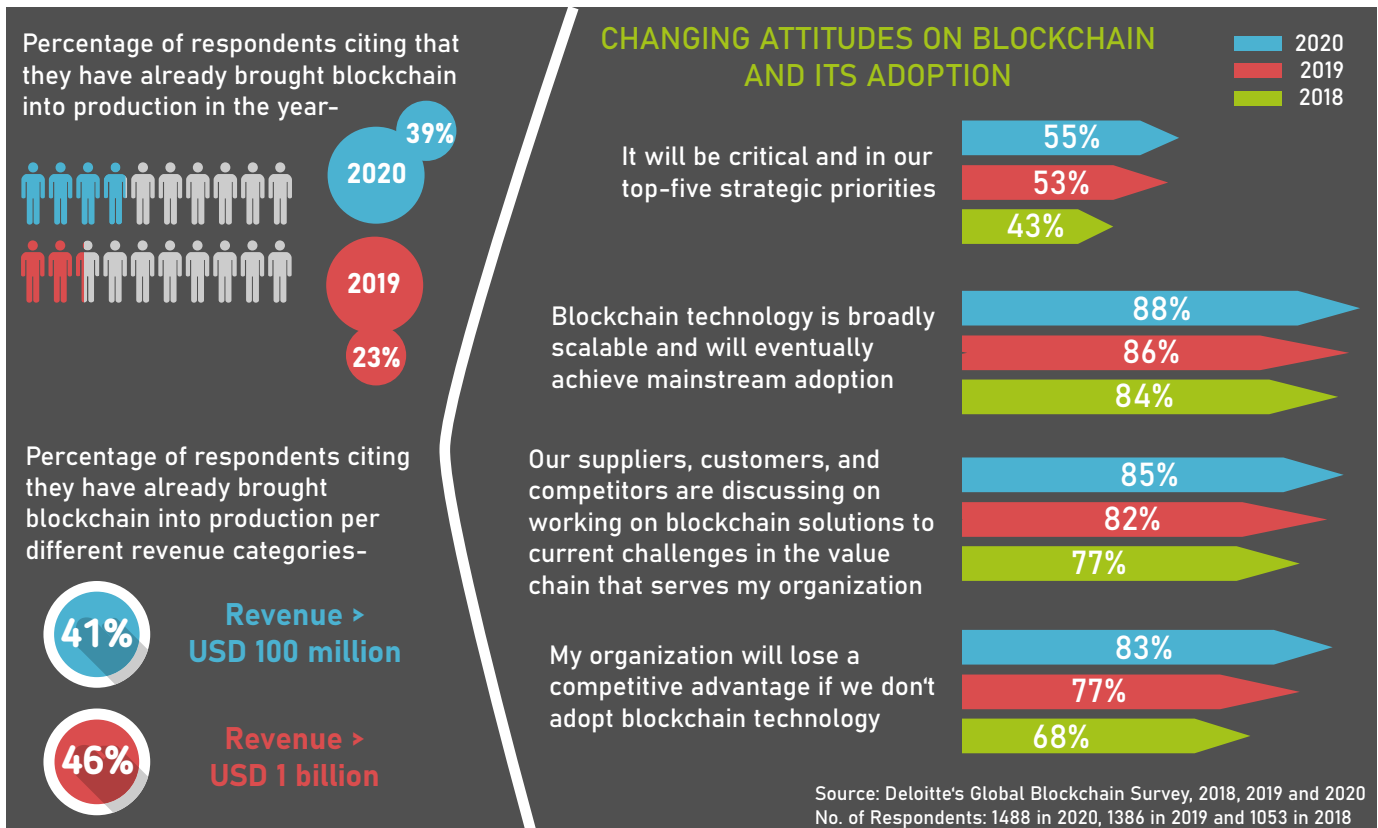 Percentage of respondents citing that
they have already brought blockchain
into production in the year-
39%
2020
2019
23%
Percentage of respondents citing
they have already brought
blockchain into production per
different revenue categories-
41%
Revenue >
USD 100 million
46%
Revenue >
USD 1 billion
CHANGING ATTITUDES ON BLOCKCHAIN
AND ITS ADOPTION
2020
2019
2018
It will be critical and in our
top-five strategic priorities
55%
53%
43%
Blockchain technology is broadly
scalable and will eventually
achieve mainstream adoption
88%
86%
84%
Our suppliers, customers, and
competitors are discussing on
working on blockchain solutions to
current challenges in the value
chain that serves my organization
85%
82%
77%
My organization will lose a
competitive advantage if we don't
adopt blockchain technology
83%
77%
68%
Source: Deloitte's Global Blockchain Survey, 2018, 2019 and 2020
No. of Respondents: 1488 in 2020, 1386 in 2019 and 1053 in 2018